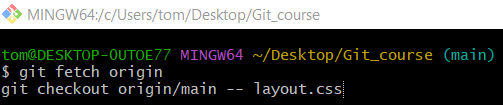 MINGW64:/c/Users/tom/Desktop/Git_course
tom@DESKTOP-OUTOE77 MINGW64 ~/Desktop/Git_course (main)
$ git fetch origin
git checkout origin/main -- layout.css